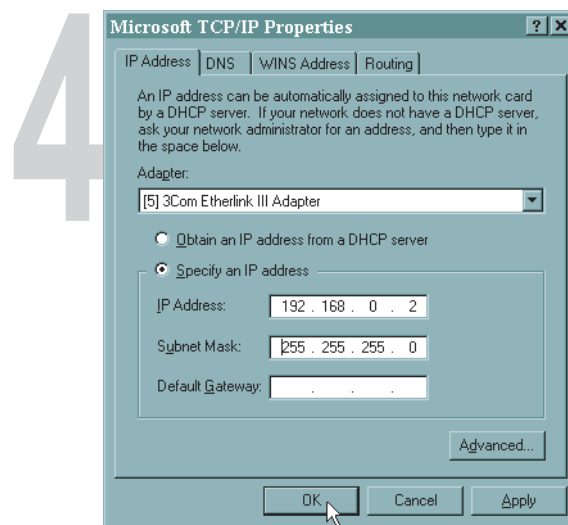 4
Microsoft TCP/IP Properties
IP Address DNS WINS Address Routing
An IP address can be automatically assigned to this network card
by a DHCP server. If your network does not have a DHCP server,
ask your network administrator for an address, and then type it in
the space below.
Adapter:
[5] 3Com Etherlink III Adapter
Obtain an IP address from a DHCP server
Specify an IP address
IP Address: 192 . 168 . 0 . 2
Subnet Mask: 255 . 255 . 255 . 0
Default Gateway: . . .
Advanced...
OK Cancel Apply